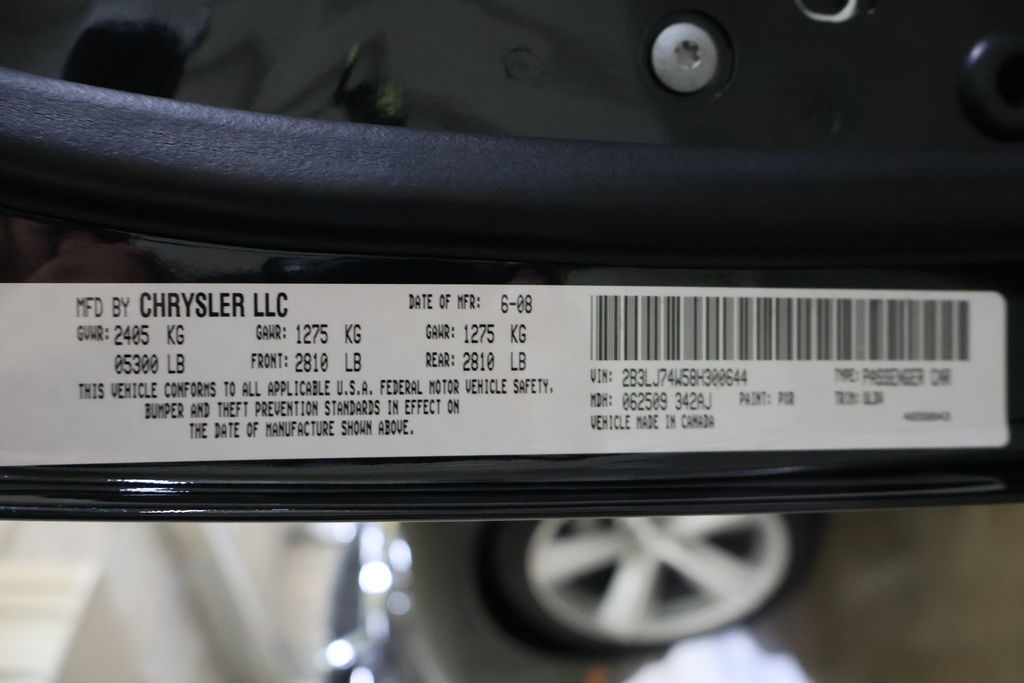 MFD BY CHRYSLER LLC DATE OF MFR: 6-08
GVWR: 2405 KG GAWR: 1275 KG GAWR: 1275 KG
05300 LB FRONT: 2810 LB REAR: 2810 LB
THIS VEHICLE CONFORMS TO ALL APPLICABLE U.S.A. FEDERAL MOTOR VEHICLE SAFETY,
BUMPER AND THEFT PREVENTION STANDARDS IN EFFECT ON
THE DATE OF MANUFACTURE SHOWN ABOVE.
VIN: 2B3LJ74W58H300644 TYPE: PASSENGER CAR
MDH: 062509 342AJ PAINT: PXR TRIM:
VEHICLE MADE IN CANADA